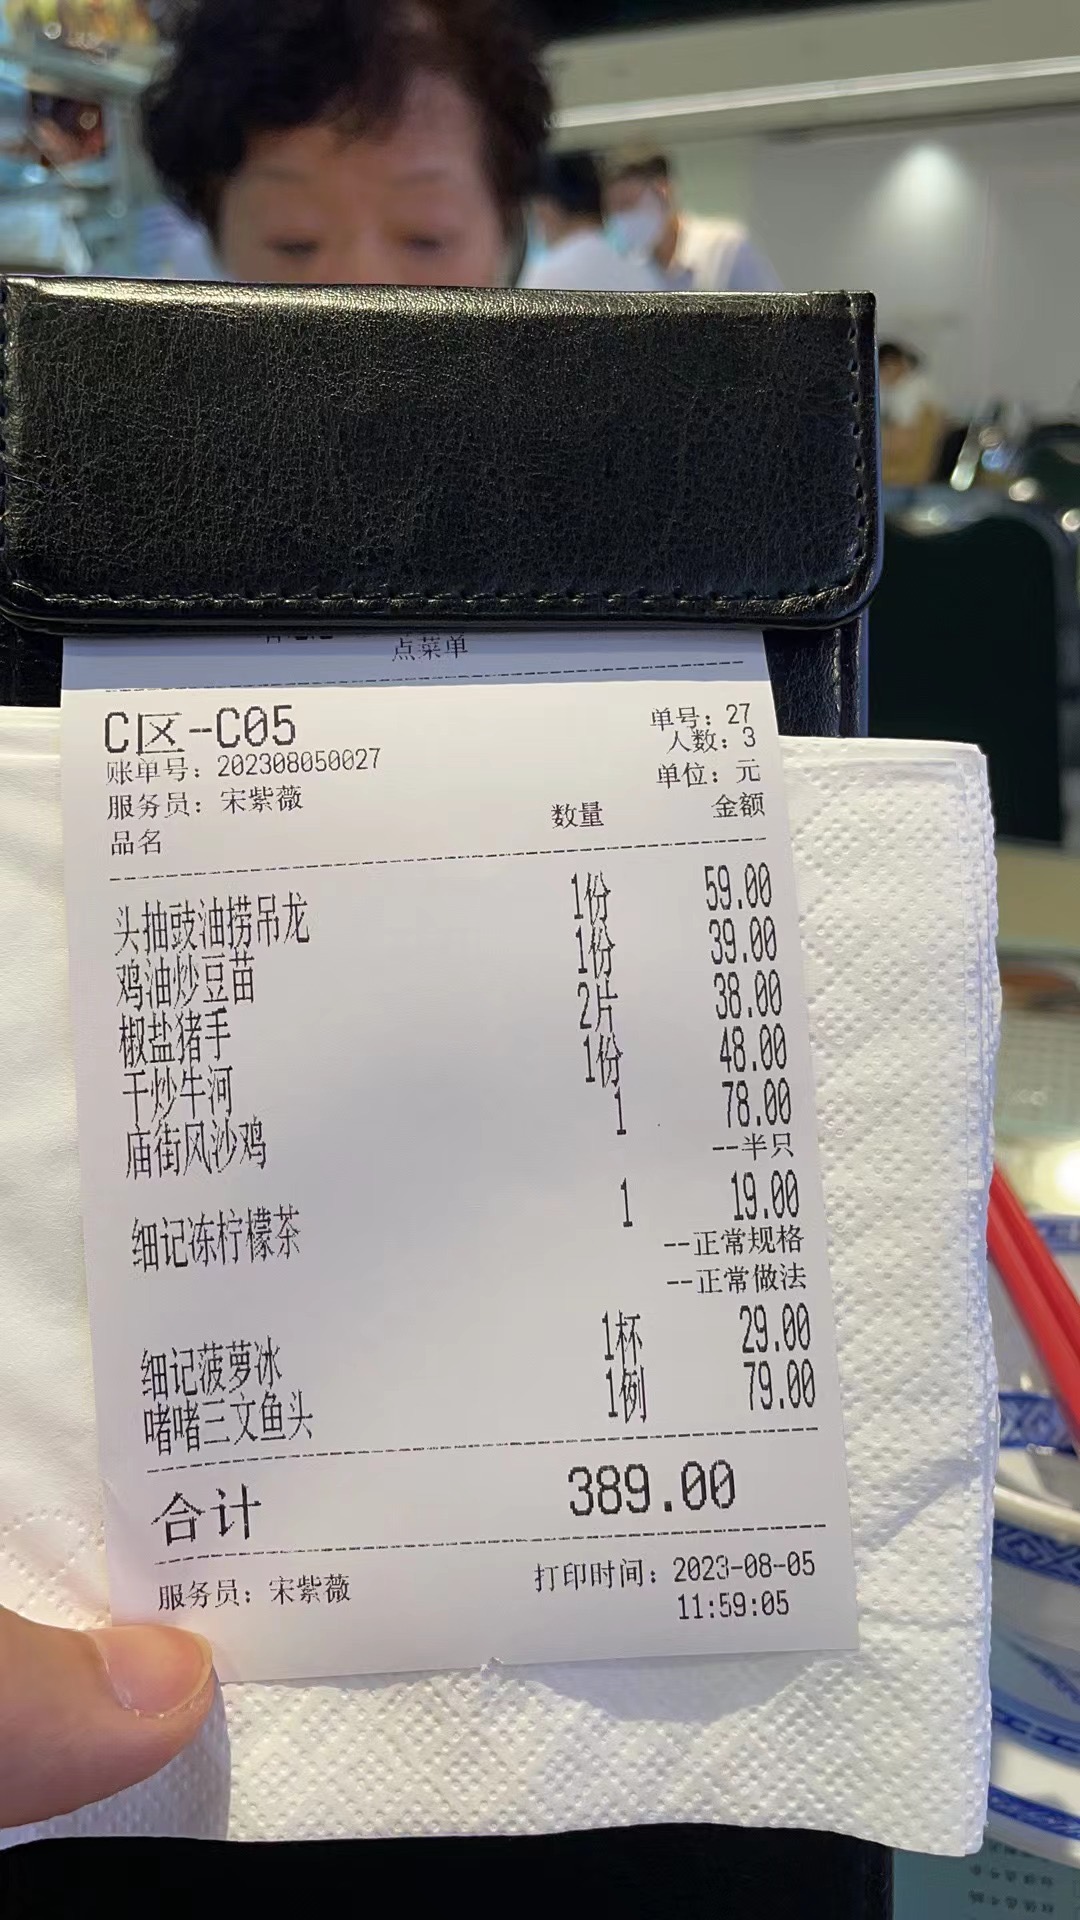 点菜单
C区-C05
单号：27
人数：3
账单号：202308050027
单位：元
服务员：宋紫薇
品名 数量 金额
头抽豉油捞吊龙 1份 59.00
鸡油炒豆苗 1份 39.00
椒盐猪手 2片 38.00
干炒牛河 1份 48.00
庙街风沙鸡 1 78.00
--半只
细记冻柠檬茶 1 19.00
--正常规格
--正常做法
细记菠萝冰 1杯 29.00
啫啫三文鱼头 1例 79.00
合计 389.00
服务员：宋紫薇
打印时间：2023-08-05
11:59:05